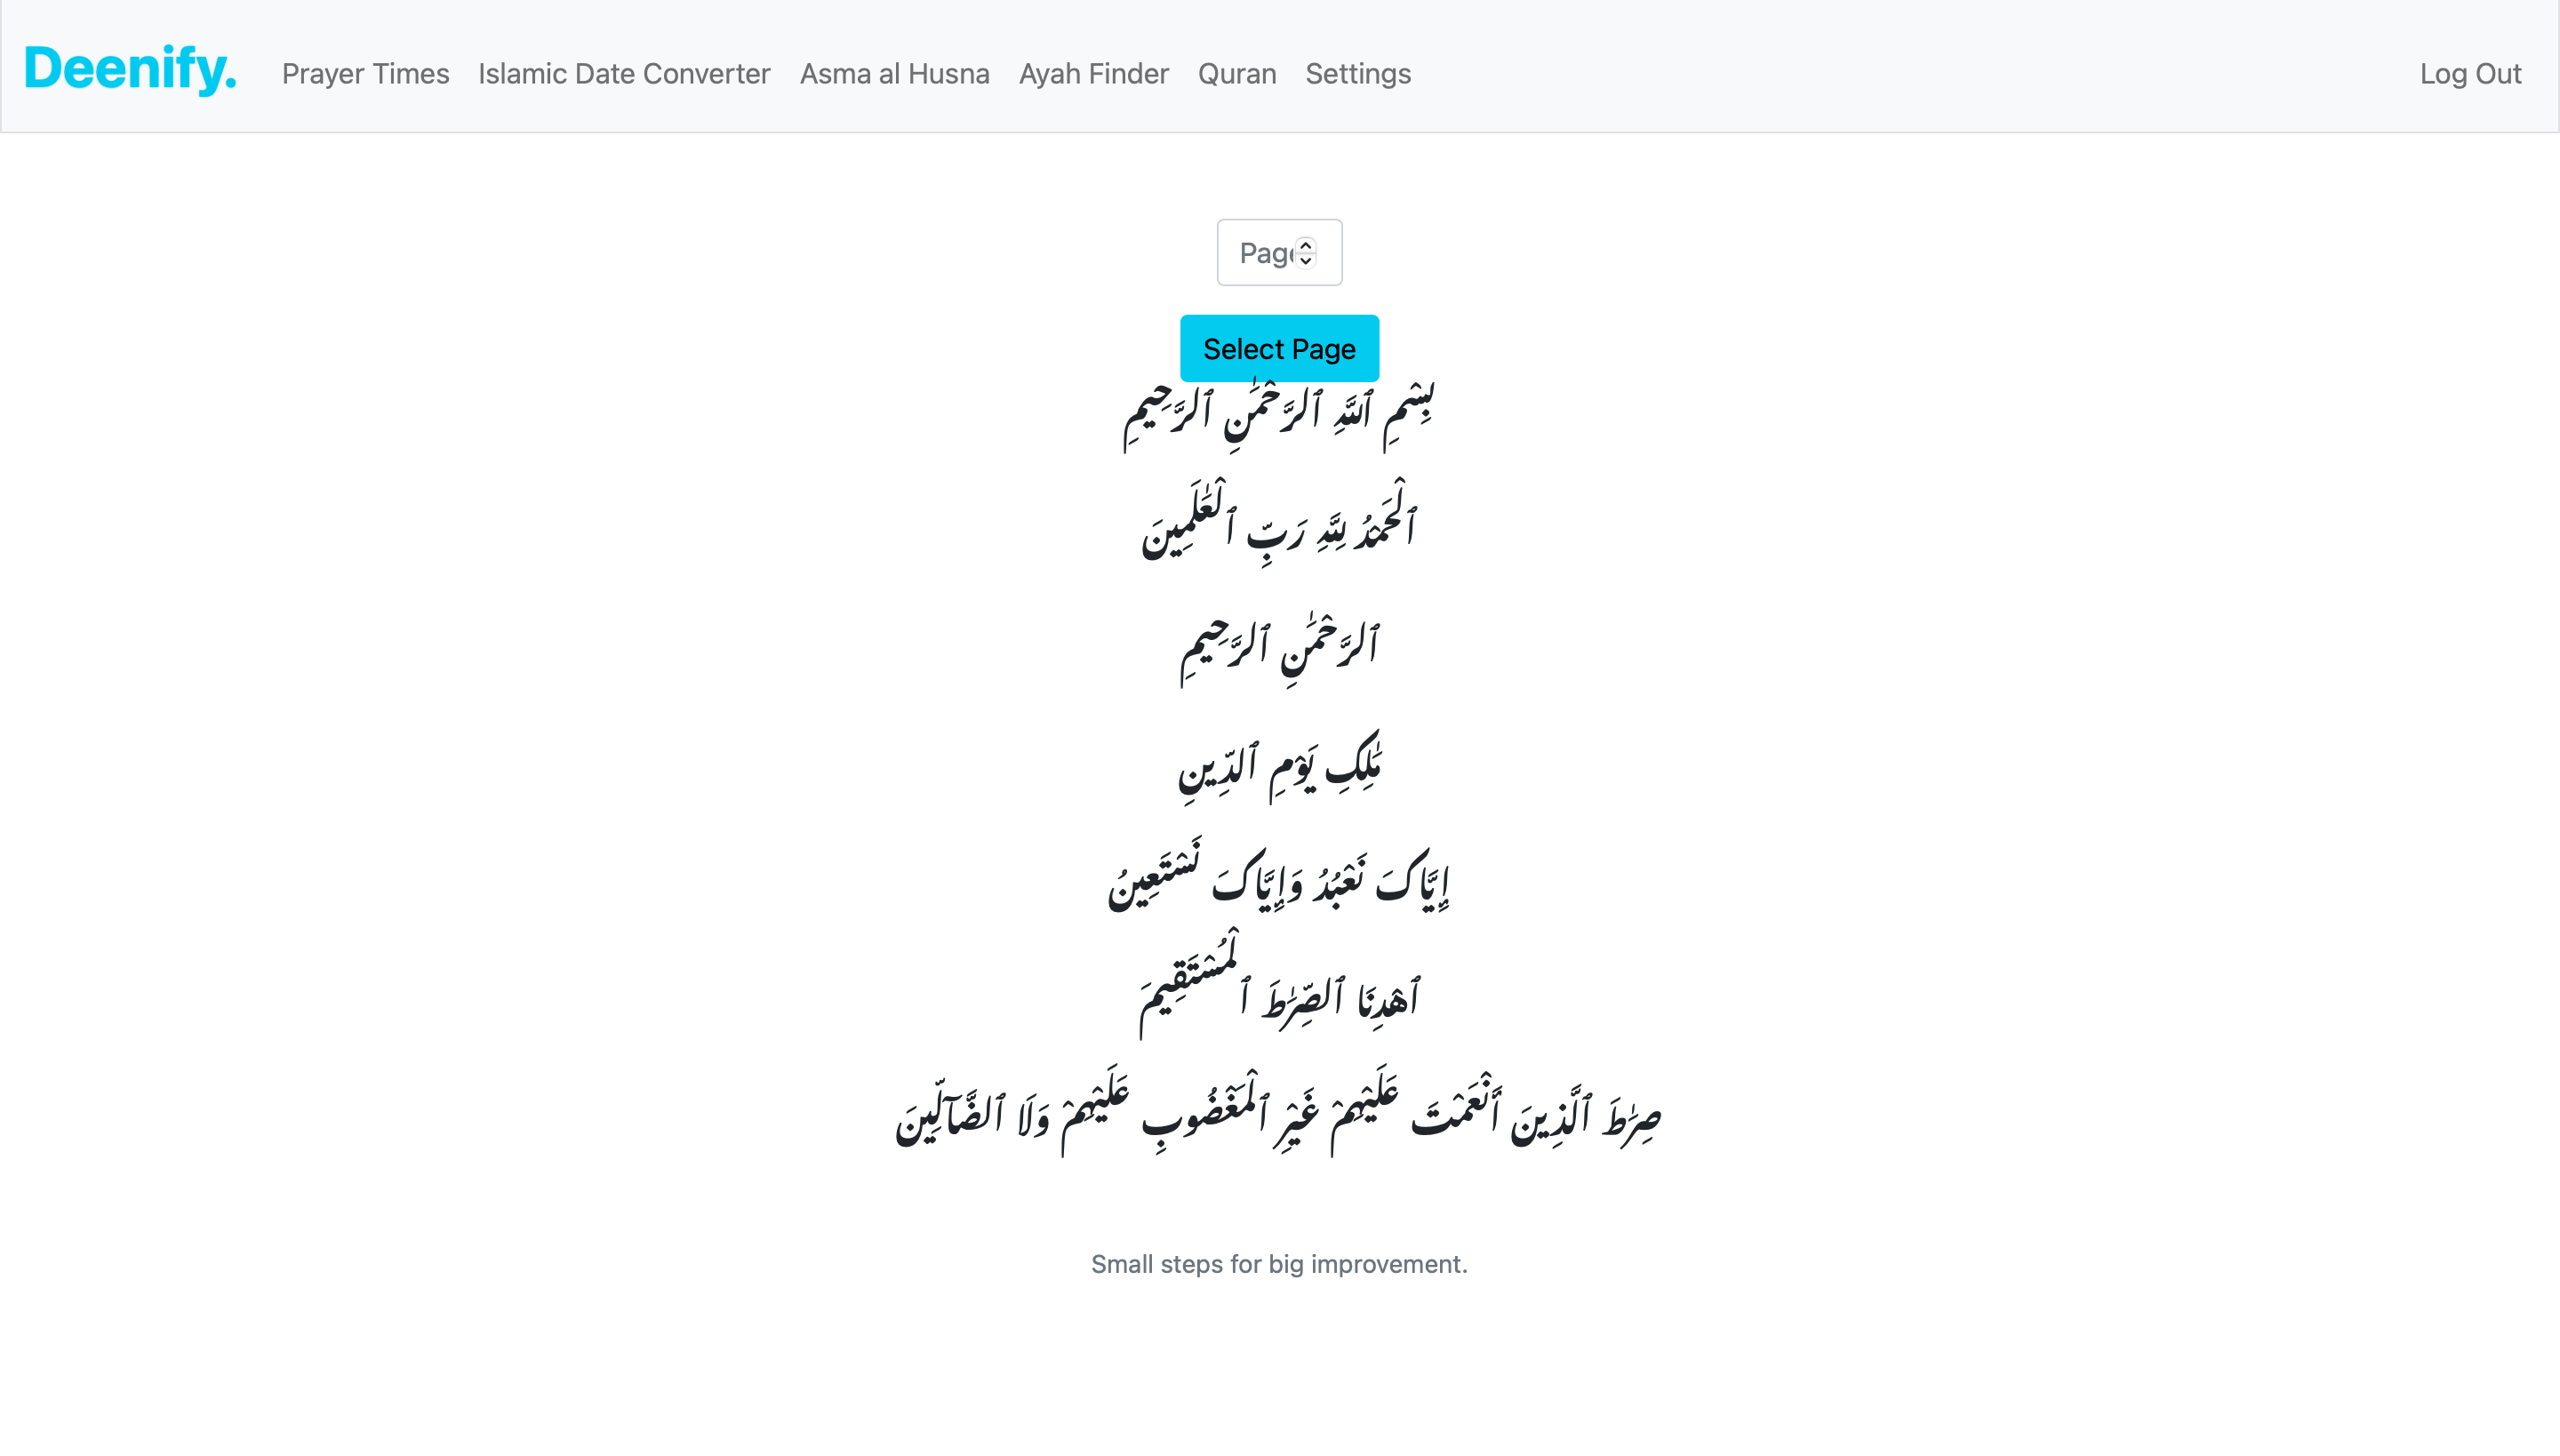 Deenify. Prayer Times Islamic Date Converter Asma al Husna Ayah Finder Quran Settings Log Out
Page
Select Page
بِسْمِ ٱللَّهِ ٱلرَّحْمَٰنِ ٱلرَّحِيمِ
ٱلْحَمْدُ لِلَّهِ رَبِّ ٱلْعَٰلَمِينَ
ٱلرَّحْمَٰنِ ٱلرَّحِيمِ
مَٰلِكِ يَوْمِ ٱلدِّينِ
إِيَّاكَ نَعْبُدُ وَإِيَّاكَ نَسْتَعِينُ
ٱهْدِنَا ٱلصِّرَٰطَ ٱلْمُسْتَقِيمَ
صِرَٰطَ ٱلَّذِينَ أَنْعَمْتَ عَلَيْهِمْ غَيْرِ ٱلْمَغْضُوبِ عَلَيْهِمْ وَلَا ٱلضَّآلِّينَ
Small steps for big improvement.